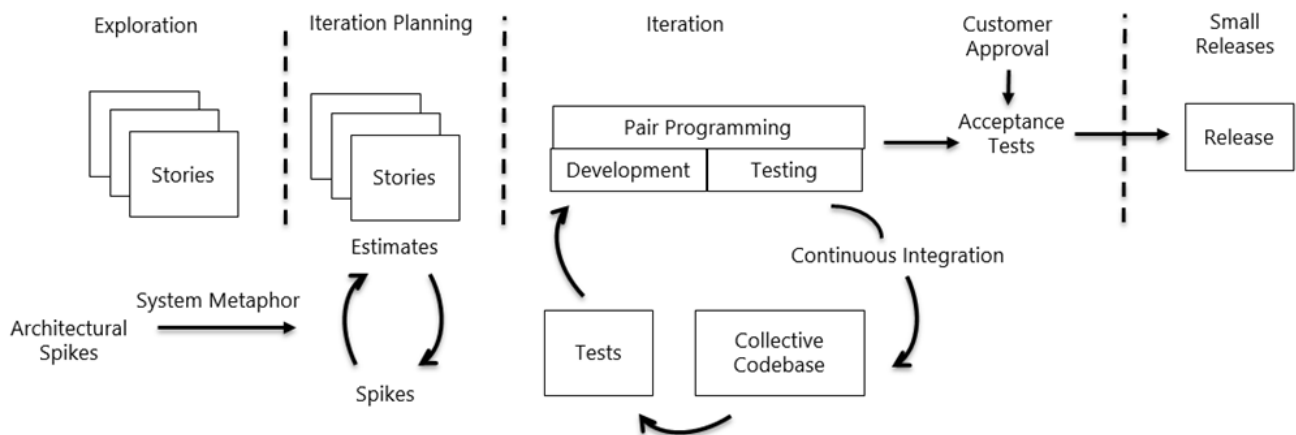 Exploration
Iteration Planning
Iteration
Customer
Approval
Small
Releases
Stories
Stories
Pair Programming
Development
Testing
Acceptance
Tests
Release
Estimates
Continuous Integration
System Metaphor
Architectural
Spikes
Spikes
Tests
Collective
Codebase